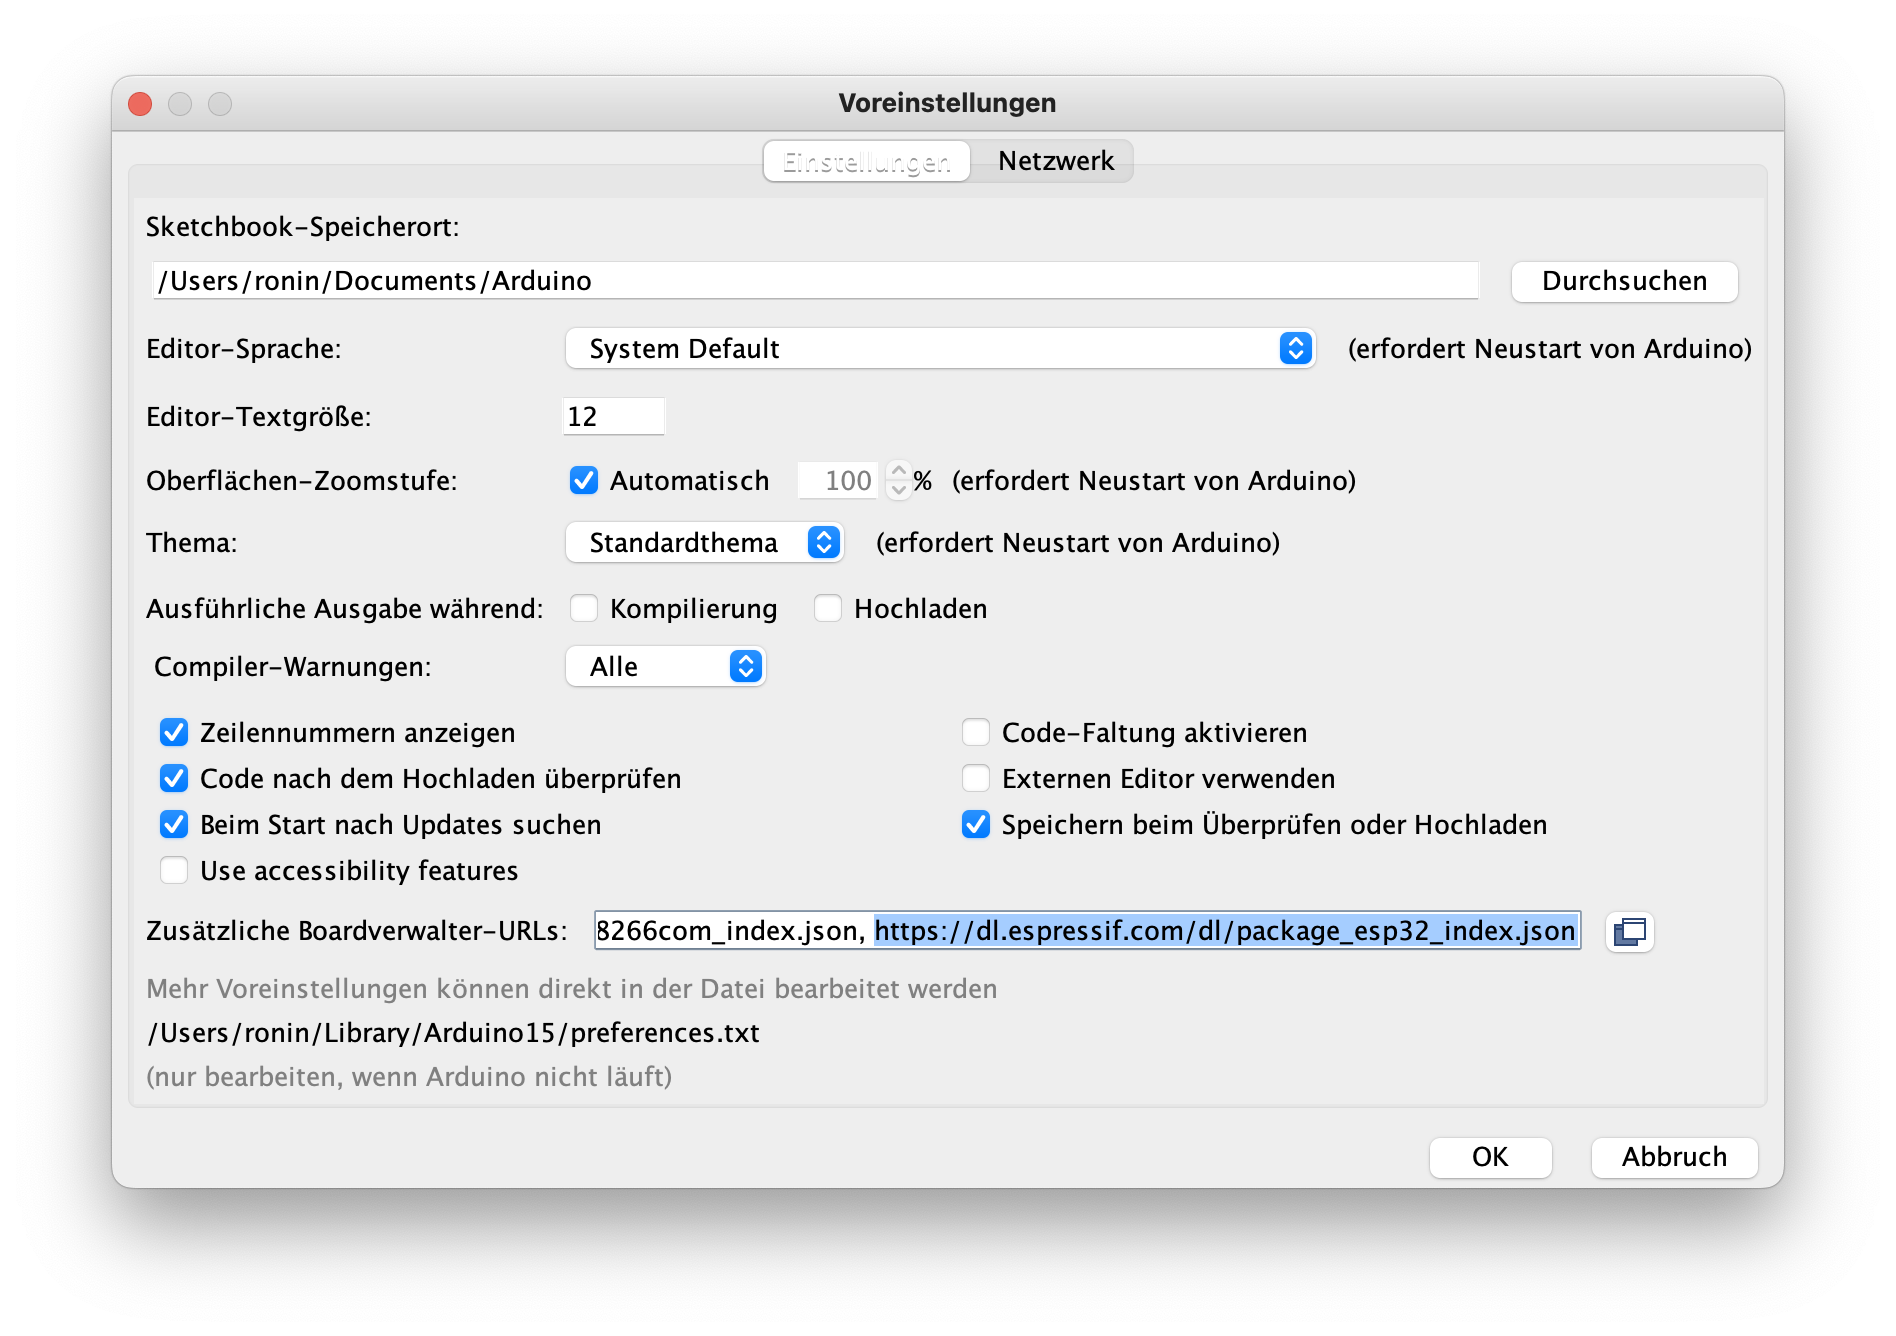 Voreinstellungen
Einstellungen Netzwerk
Sketchbook-Speicherort:
/Users/ronin/Documents/Arduino Durchsuchen
Editor-Sprache: System Default (erfordert Neustart von Arduino)
Editor-Textgröße: 12
Oberflächen-Zoomstufe: Automatisch 100 % (erfordert Neustart von Arduino)
Thema: Standardthema (erfordert Neustart von Arduino)
Ausführliche Ausgabe während: Kompilierung Hochladen
Compiler-Warnungen: Alle
Zeilennummern anzeigen Code-Faltung aktivieren
Code nach dem Hochladen überprüfen Externen Editor verwenden
Beim Start nach Updates suchen Speichern beim Überprüfen oder Hochladen
Use accessibility features
Zusätzliche Boardverwalter-URLs: 8266com_index.json, https://dl.espressif.com/dl/package_esp32_index.json
Mehr Voreinstellungen können direkt in der Datei bearbeitet werden
/Users/ronin/Library/Arduino15/preferences.txt
(nur bearbeiten, wenn Arduino nicht läuft)
OK Abbruch